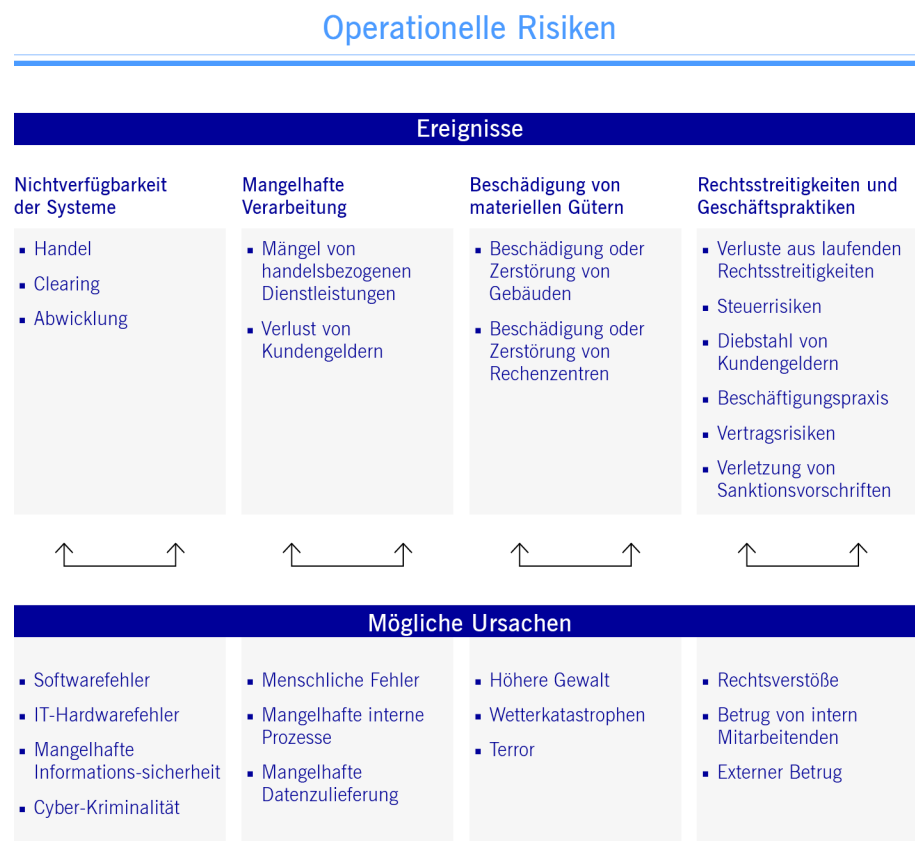 Operationelle Risiken
Ereignisse
Nichtverfügbarkeit
der Systeme
▪ Handel
▪ Clearing
▪ Abwicklung
Mangelhafte
Verarbeitung
▪ Mängel von
handelsbezogenen
Dienstleistungen
▪ Verlust von
Kundengeldern
Beschädigung von
materiellen Gütern
▪ Beschädigung oder
Zerstörung von
Gebäuden
▪ Beschädigung oder
Zerstörung von
Rechenzentren
Rechtsstreitigkeiten und
Geschäftspraktiken
▪ Verluste aus laufenden
Rechtsstreitigkeiten
▪ Steuerrisiken
▪ Diebstahl von
Kundengeldern
▪ Beschäftigungspraxis
▪ Vertragsrisiken
▪ Verletzung von
Sanktionsvorschriften
Mögliche Ursachen
▪ Softwarefehler
▪ IT-Hardwarefehler
▪ Mangelhafte
Informations-sicherheit
▪ Cyber-Kriminalität
▪ Menschliche Fehler
▪ Mangelhafte interne
Prozesse
▪ Mangelhafte
Datenzulieferung
▪ Höhere Gewalt
▪ Wetterkatastrophen
▪ Terror
▪ Rechtsverstöße
▪ Betrug von intern
Mitarbeitenden
▪ Externer Betrug